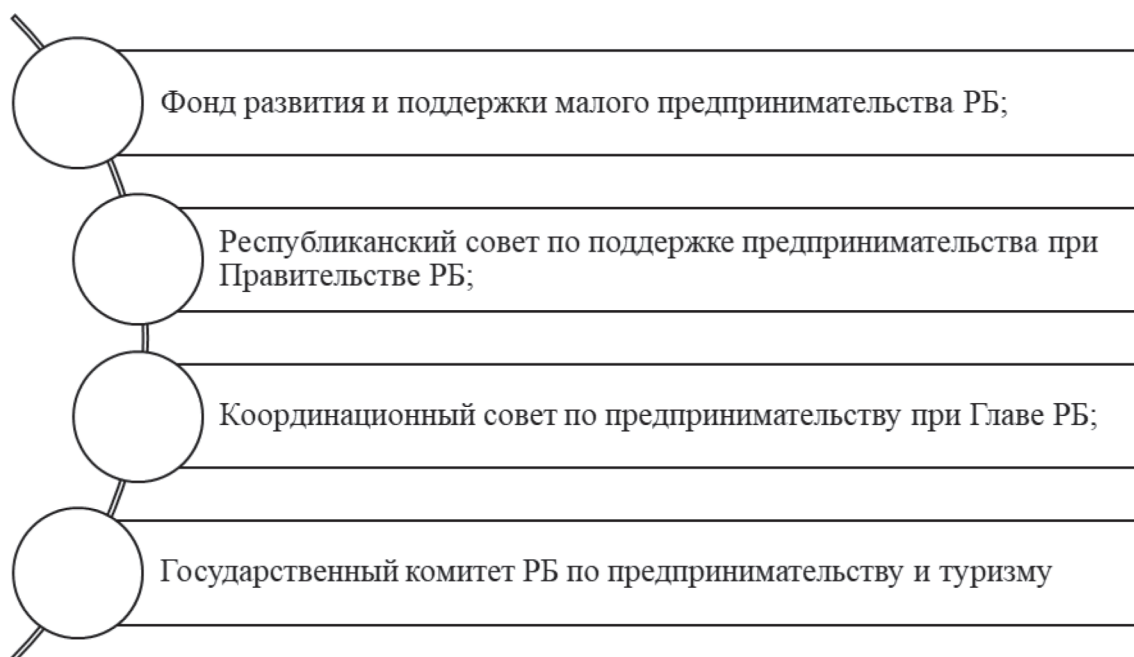 Фонд развития и поддержки малого предпринимательства РБ;
Республиканский совет по поддержке предпринимательства при
Правительстве РБ;
Координационный совет по предпринимательству при Главе РБ;
Государственный комитет РБ по предпринимательству и туризму